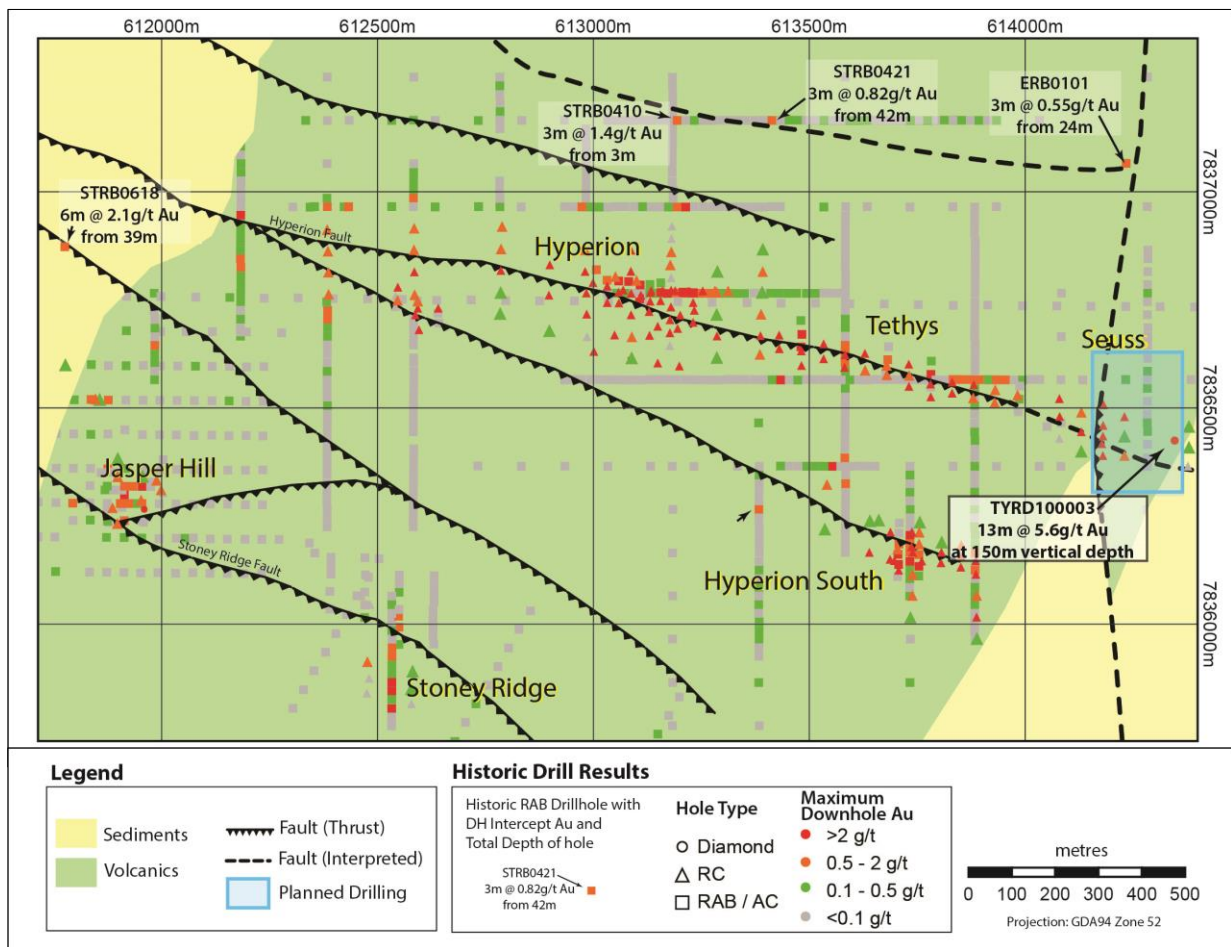 612000m
612500m
613000m
613500m
614000m
STRB0421
3m @ 0.82g/t Au
from 42m
ERB0101
3m @ 0.55g/t Au
from 24m
STRB0410
3m @ 1.4g/t Au
from 3m
7837000m
STRB0618
6m @ 2.1g/t Au
from 39m
Hyperion Fault
Hyperion
Tethys
Seuss
7836500m
Jasper Hill
TYRD100003
13m @ 5.6g/t Au
at 150m vertical depth
Stoney Ridge Fault
Hyperion South
7836000m
Stoney Ridge
Legend
Sediments
Volcanics
Fault (Thrust)
Fault (Interpreted)
Planned Drilling
Historic Drill Results
Historic RAB Drillhole with
DH Intercept Au and
Total Depth of hole
STRB0421
3m @ 0.82g/t Au
from 42m
Hole Type
Diamond
RC
RAB / AC
Maximum
Downhole Au
>2 g/t
0.5 - 2 g/t
0.1 - 0.5 g/t
<0.1 g/t
metres
0 100 200 300 400 500
Projection: GDA94 Zone 52